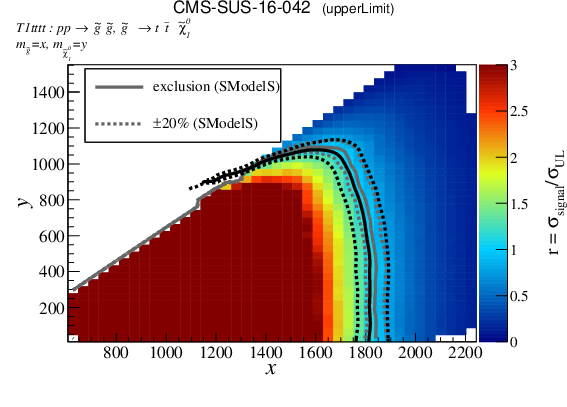 CMS-SUS-16-042 (upperLimit)
T1tttt : pp → g̃ g̃, g̃ → t t̄ χ̃⁰₁
m_g̃=x, m_χ̃⁰₁=y
exclusion (SModelS)
±20% (SModelS)
1400
1200
1000
800
600
400
200
y
800 1000 1200 1400 1600 1800 2000 2200
x
3
2.5
2
1.5
1
0.5
0
r = σ_signal/σ_UL